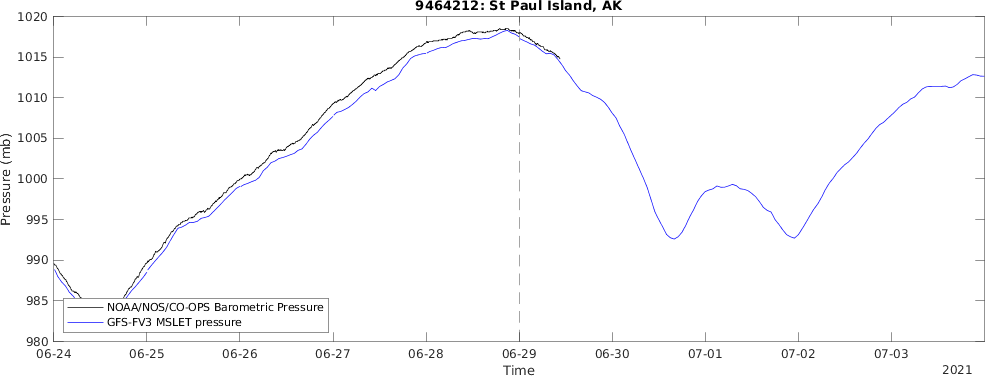 9464212: St Paul Island, AK
Pressure (mb)
1020
1015
1010
1005
1000
995
990
985
980
NOAA/NOS/CO-OPS Barometric Pressure
GFS-FV3 MSLET pressure
06-24 06-25 06-26 06-27 06-28 06-29 06-30 07-01 07-02 07-03
Time
2021